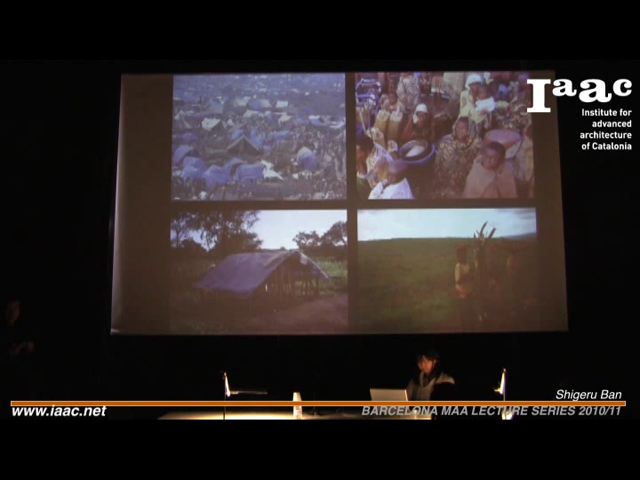 Iaac
Institute for
advanced
architecture
of Catalonia
Shigeru Ban
www.iaac.net
BARCELONA MAA LECTURE SERIES 2010/11